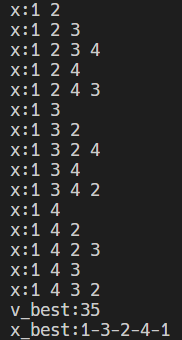 x:1 2
x:1 2 3
x:1 2 3 4
x:1 2 4
x:1 2 4 3
x:1 3
x:1 3 2
x:1 3 2 4
x:1 3 4
x:1 3 4 2
x:1 4
x:1 4 2
x:1 4 2 3
x:1 4 3
x:1 4 3 2
v_best:35
x_best:1-3-2-4-1